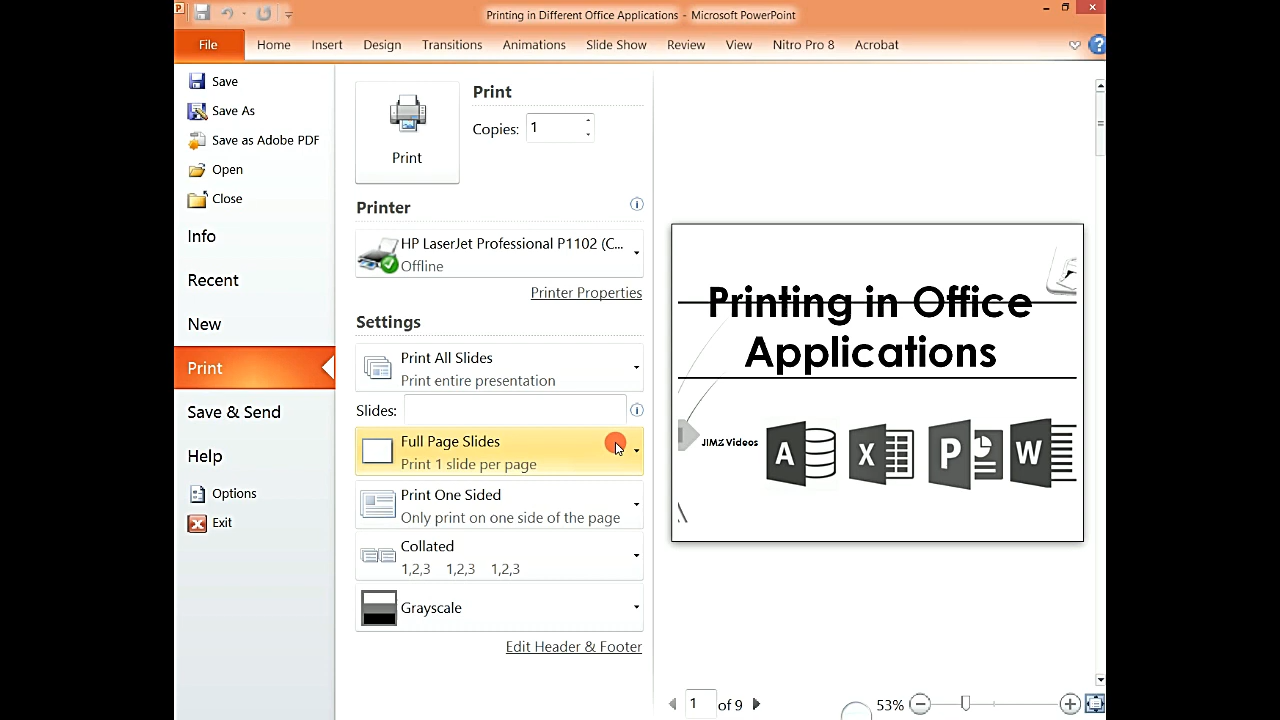 Printing in Different Office Applications - Microsoft PowerPoint
File Home Insert Design Transitions Animations Slide Show Review View Nitro Pro 8 Acrobat
Save
Save As
Save as Adobe PDF
Open
Close
Info
Recent
New
Print
Save & Send
Help
Options
Exit
Print
Print
Copies: 1
Printer
HP LaserJet Professional P1102 (C...
Offline
Printer Properties
Settings
Print All Slides
Print entire presentation
Slides:
Full Page Slides
Print 1 slide per page
Print One Sided
Only print on one side of the page
Collated
1,2,3 1,2,3 1,2,3
Grayscale
Edit Header & Footer
Printing in Office
Applications
JIMZ Videos
A X P W
1 of 9
53%